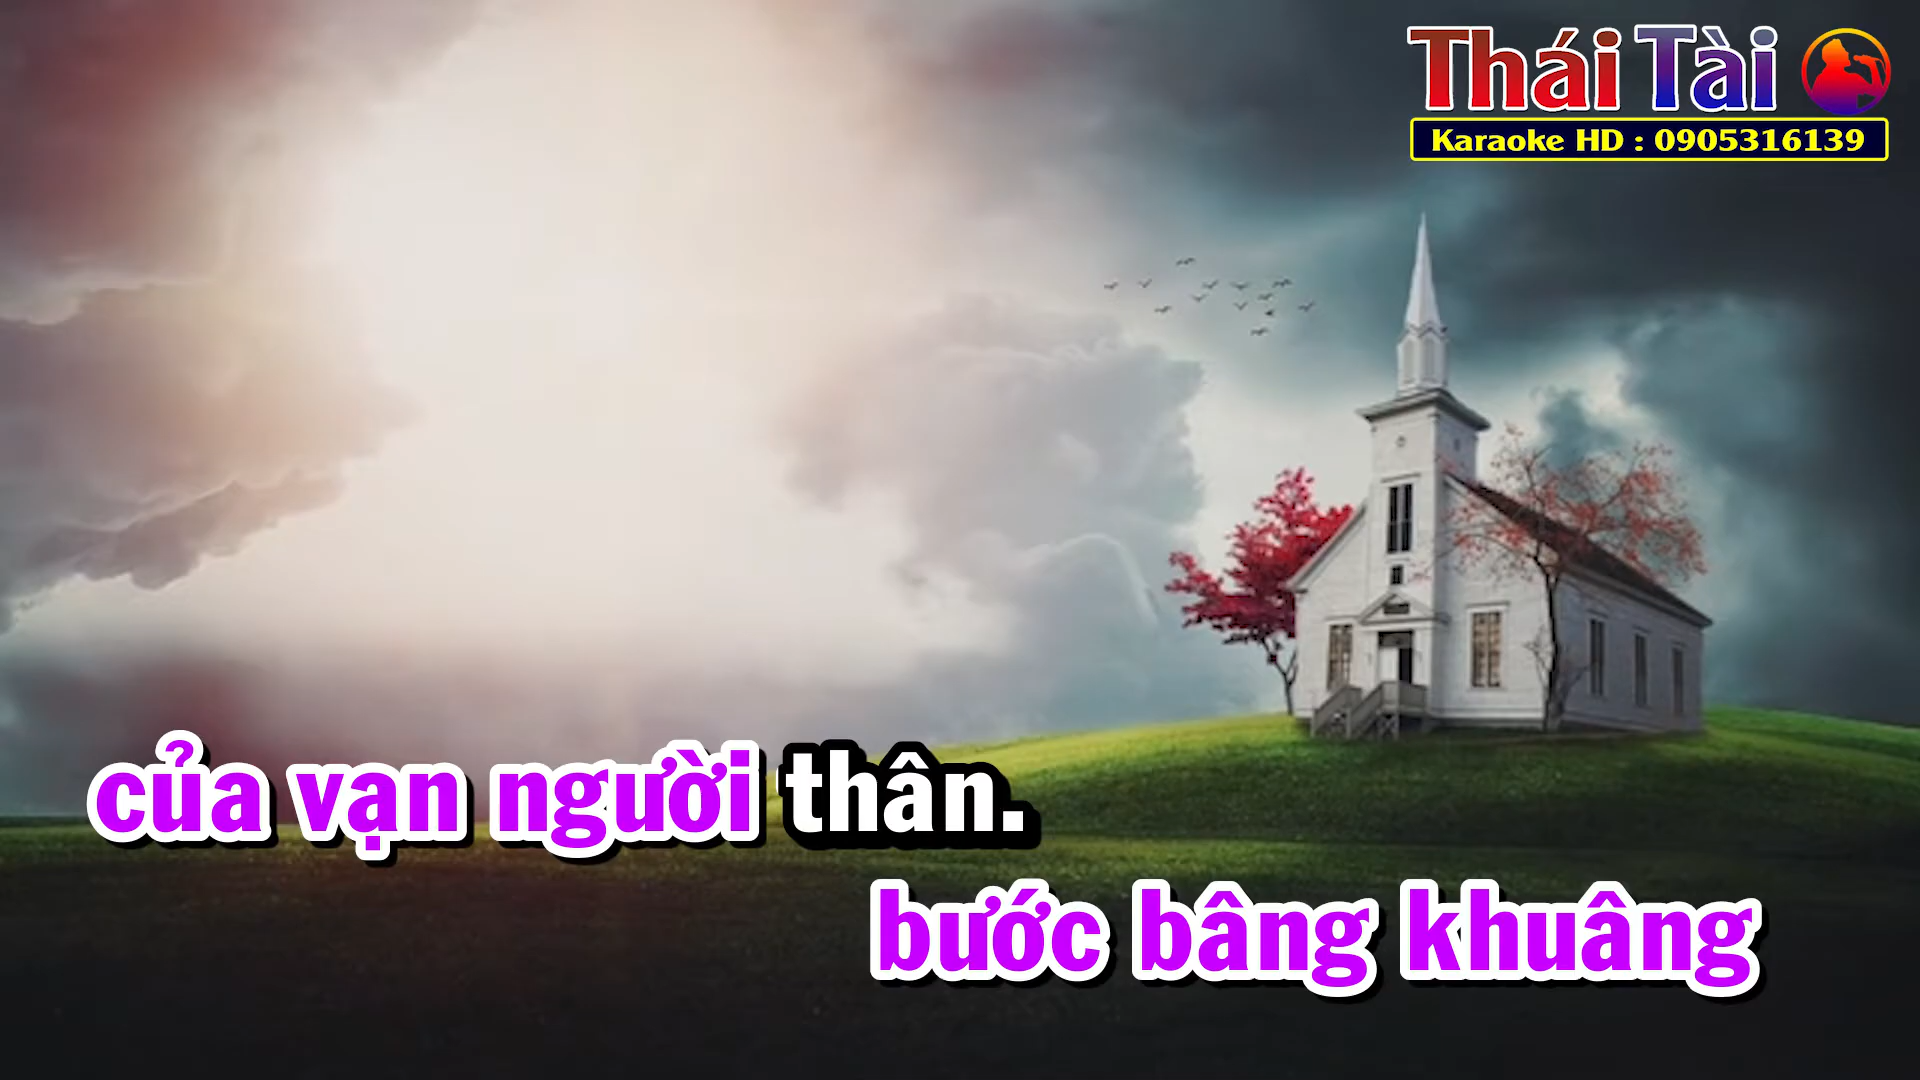 Thái Tài
Karaoke HD : 0905316139
của vạn người thân.
bước bâng khuâng